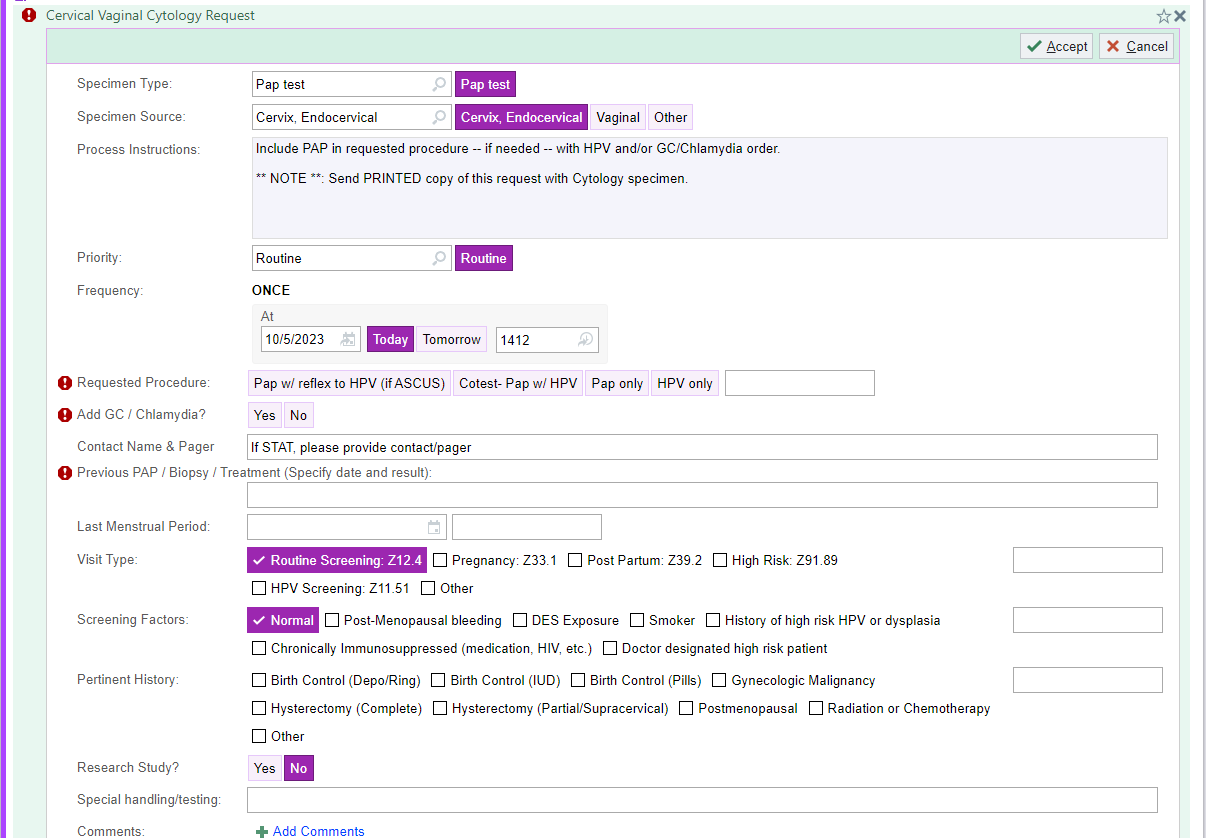 Cervical Vaginal Cytology Request
Accept Cancel
Specimen Type: Pap test Pap test
Specimen Source: Cervix, Endocervical Cervix, Endocervical Vaginal Other
Process Instructions: Include PAP in requested procedure -- if needed -- with HPV and/or GC/Chlamydia order.
** NOTE **: Send PRINTED copy of this request with Cytology specimen.
Priority: Routine Routine
Frequency: ONCE
At
10/5/2023 Today Tomorrow 1412
Requested Procedure: Pap w/ reflex to HPV (if ASCUS) Cotest- Pap w/ HPV Pap only HPV only
Add GC / Chlamydia? Yes No
Contact Name & Pager If STAT, please provide contact/pager
Previous PAP / Biopsy / Treatment (Specify date and result):
Last Menstrual Period:
Visit Type: Routine Screening: Z12.4 Pregnancy: Z33.1 Post Partum: Z39.2 High Risk: Z91.89
HPV Screening: Z11.51 Other
Screening Factors: Normal Post-Menopausal bleeding DES Exposure Smoker History of high risk HPV or dysplasia
Chronically Immunosuppressed (medication, HIV, etc.) Doctor designated high risk patient
Pertinent History: Birth Control (Depo/Ring) Birth Control (IUD) Birth Control (Pills) Gynecologic Malignancy
Hysterectomy (Complete) Hysterectomy (Partial/Supracervical) Postmenopausal Radiation or Chemotherapy
Other
Research Study? Yes No
Special handling/testing:
Comments: Add Comments